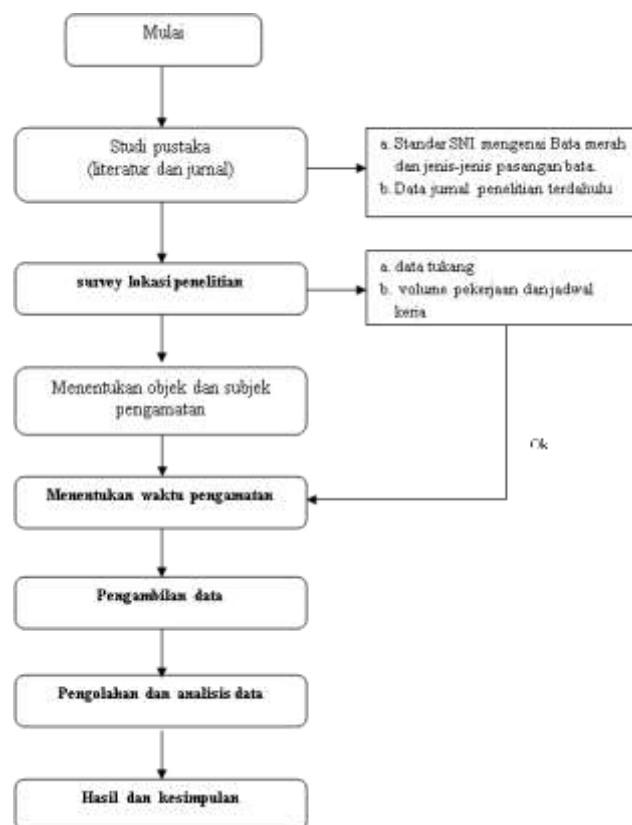 Mulai
Studi pustaka
(literatur dan jurnal)
a. Standar SNI mengenai Bata merah
dan jenis-jenis pasangan bata.
b. Data jurnal penelitian terdahulu
survey lokasi penelitian
a. data tukang
b. volume pekerjaan dan jadwal
kerja
Menentukan objek dan subjek
pengamatan
Ok
Menentukan waktu pengamatan
Pengambilan data
Pengolahan dan analisis data
Hasil dan kesimpulan